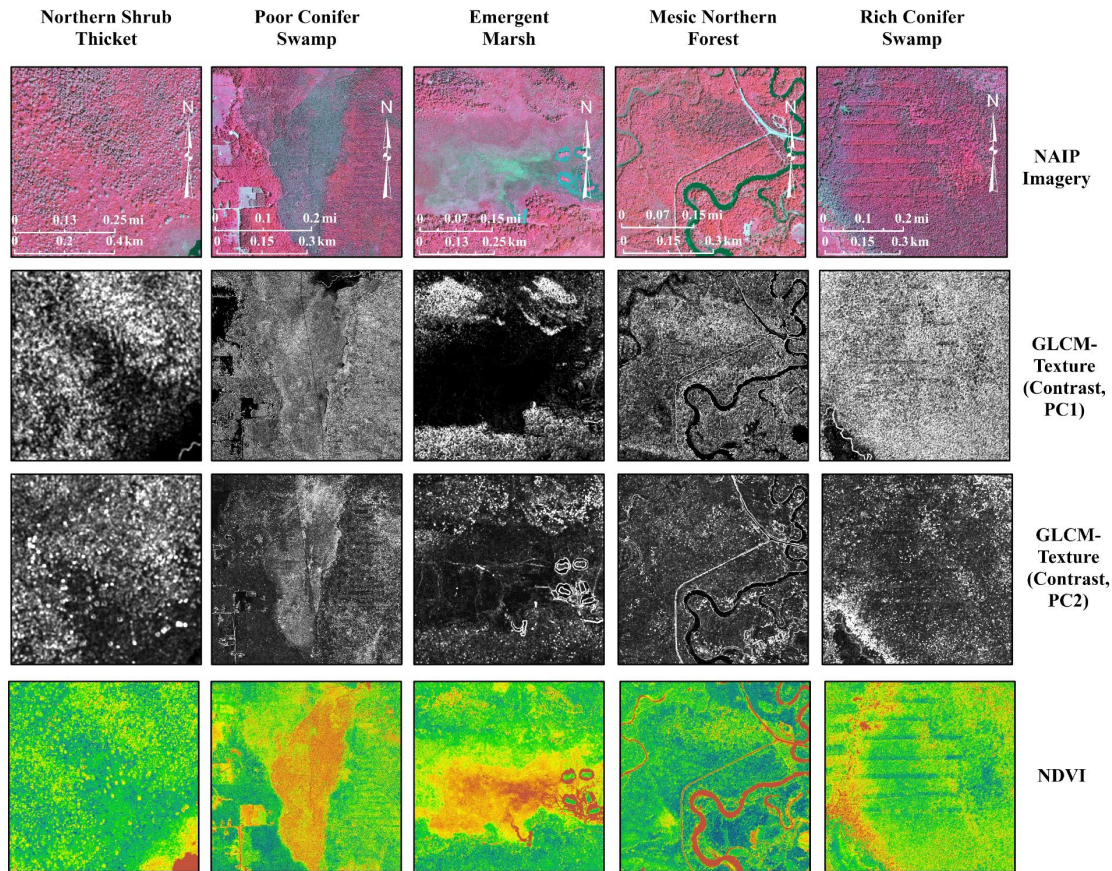 Northern Shrub
Thicket
Poor Conifer
Swamp
Emergent
Marsh
Mesic Northern
Forest
Rich Conifer
Swamp
N
0 0.13 0.25 mi
0 0.2 0.4 km
N
0 0.1 0.2 mi
0 0.15 0.3 km
N
0 0.07 0.15 mi
0 0.13 0.25 km
N
0 0.07 0.15 mi
0 0.15 0.3 km
N
0 0.1 0.2 mi
0 0.15 0.3 km
NAIP
Imagery
GLCM-
Texture
(Contrast,
PC1)
GLCM-
Texture
(Contrast,
PC2)
NDVI